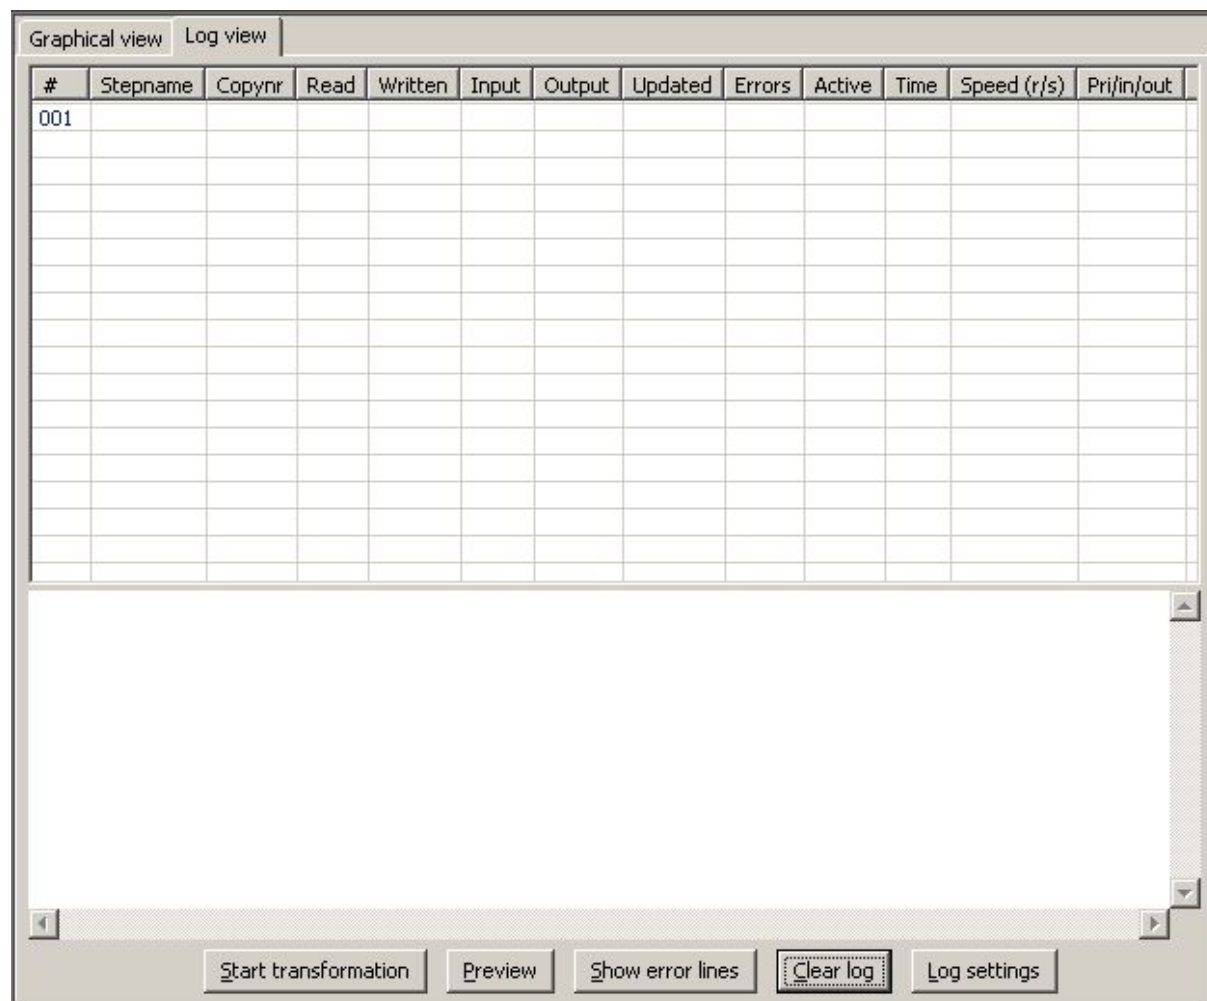 Graphical view Log view
# Stepname Copynr Read Written Input Output Updated Errors Active Time Speed (r/s) Pri/in/out
001
Start transformation Preview Show error lines Clear log Log settings